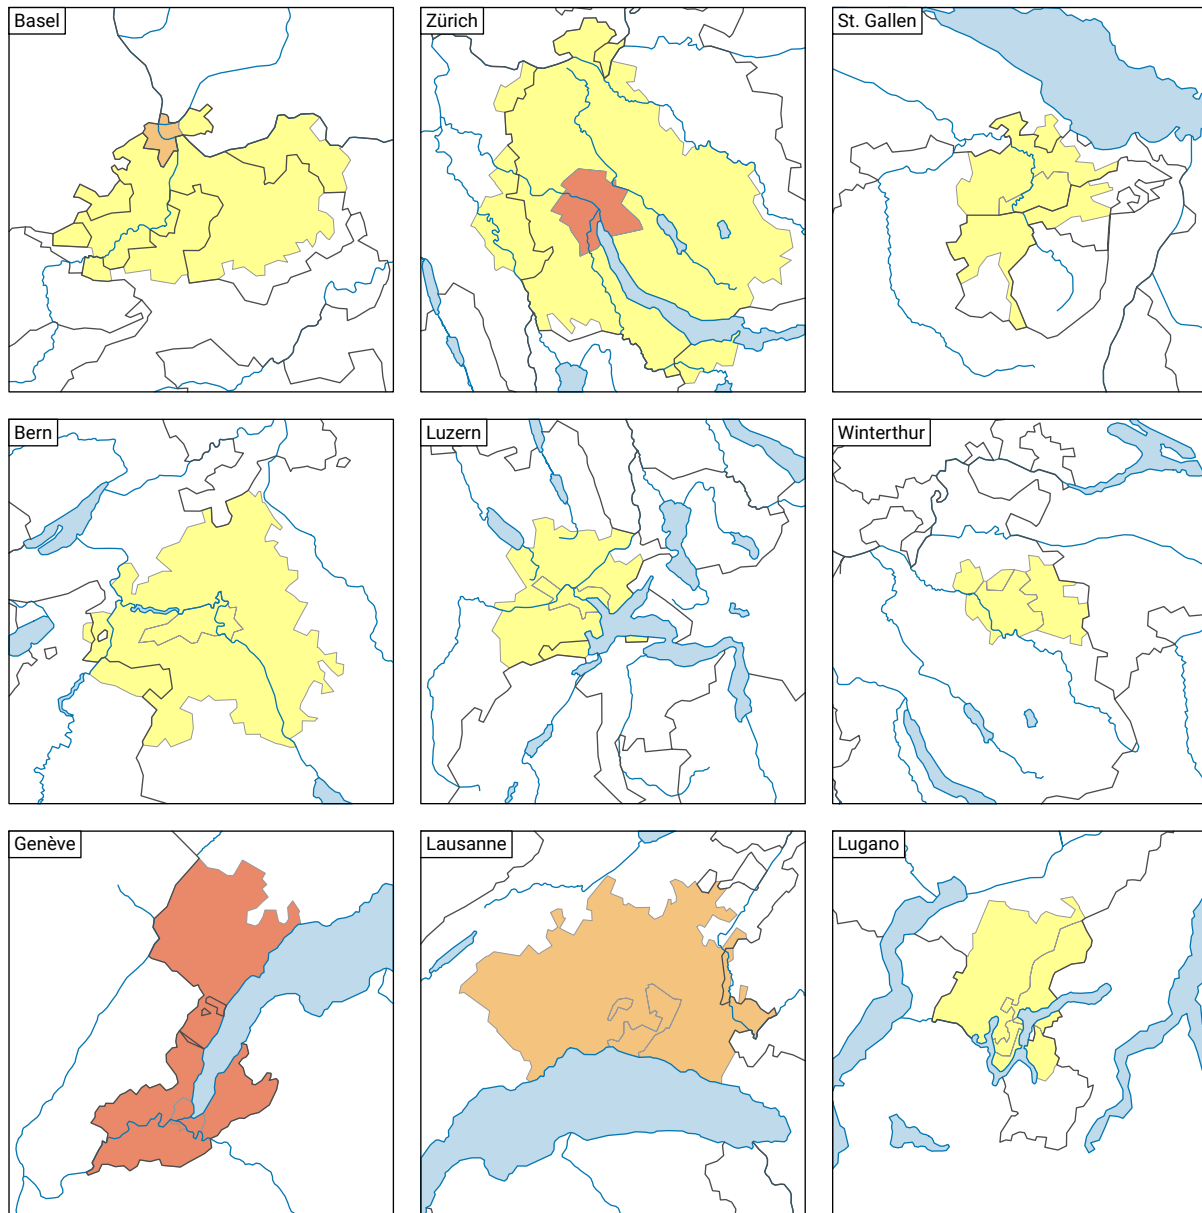 Basel
Zürich
St. Gallen
Bern
Luzern
Winterthur
Genève
Lausanne
Lugano